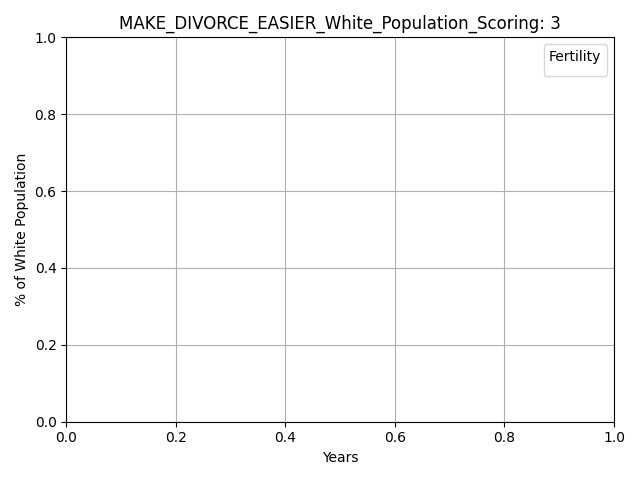 MAKE_DIVORCE_EASIER_White_Population_Scoring: 3
Fertility
% of White Population
1.0
0.8
0.6
0.4
0.2
0.0
0.0 0.2 0.4 0.6 0.8 1.0
Years